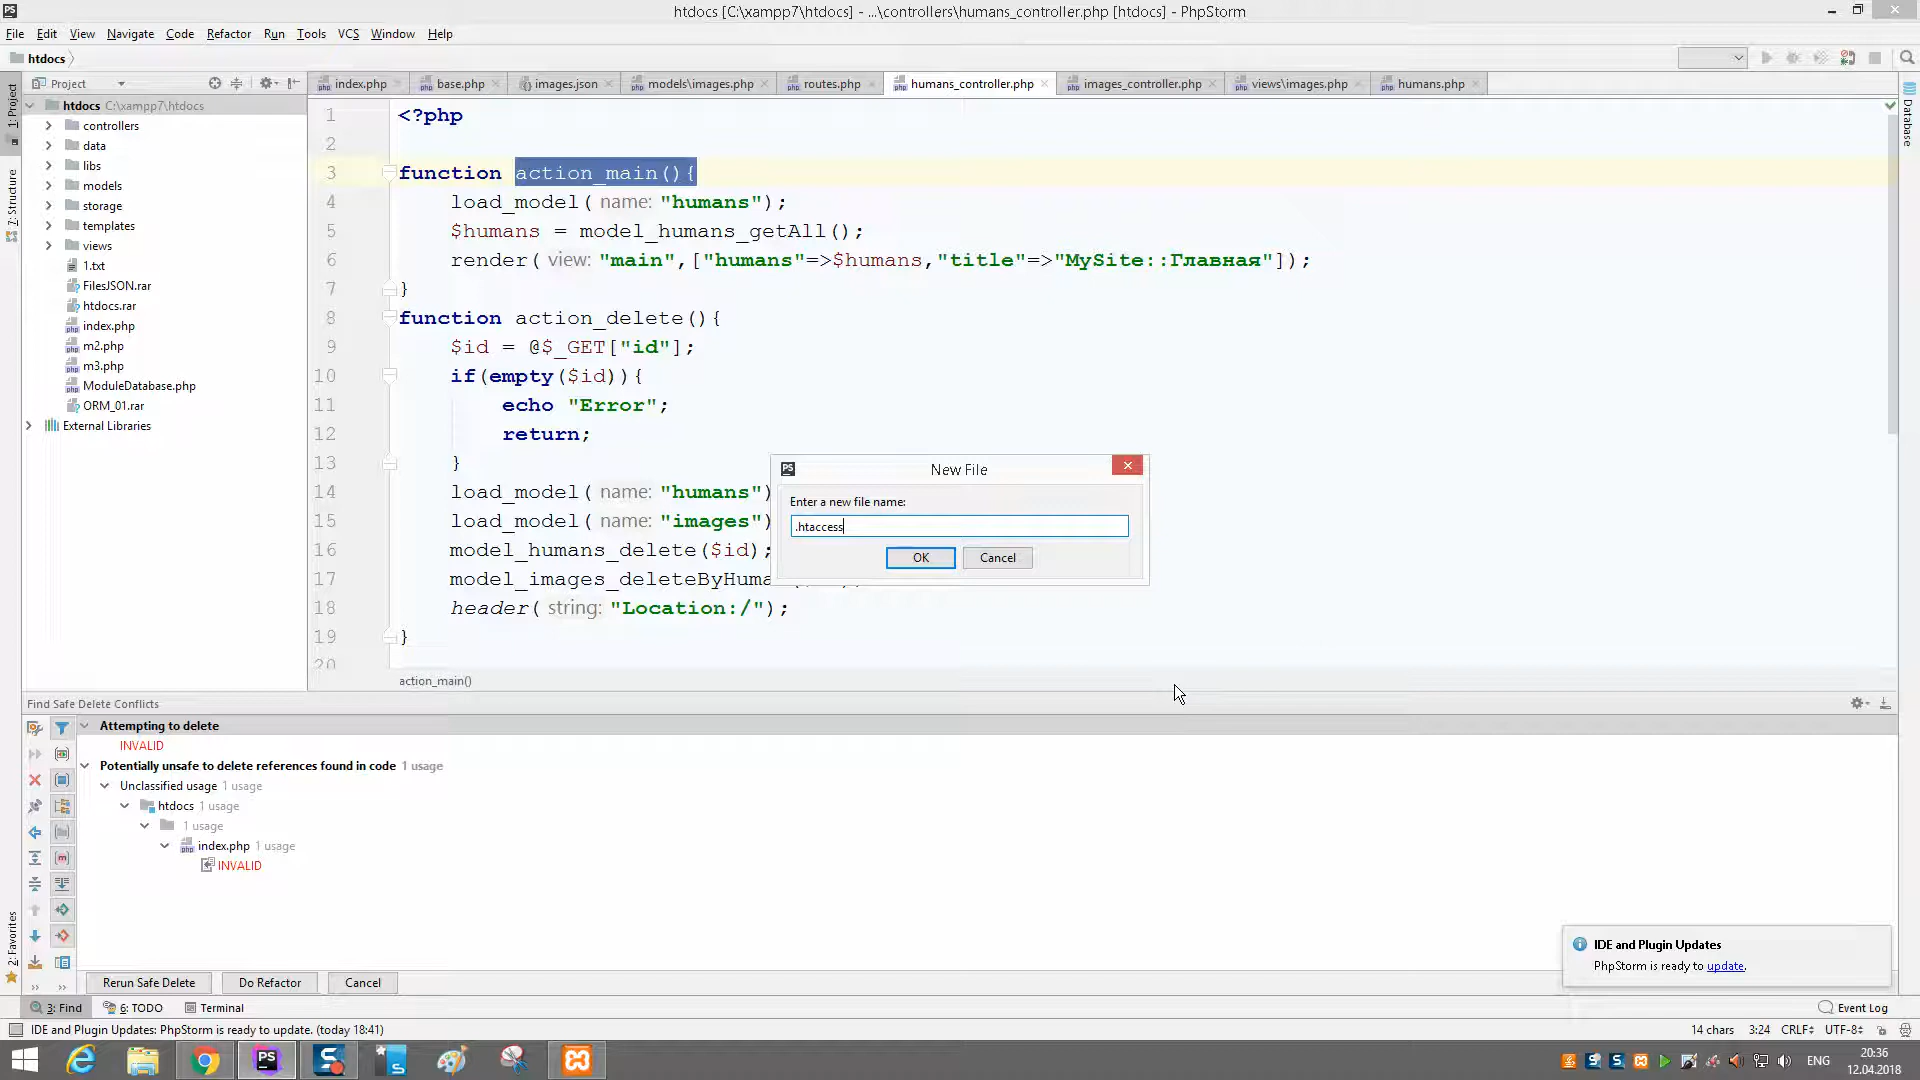 htdocs [C:\xampp7\htdocs] - ...\controllers\humans_controller.php [htdocs] - PhpStorm
File Edit View Navigate Code Refactor Run Tools VCS Window Help
htdocs
Project
index.php base.php images.json models\images.php routes.php humans_controller.php images_controller.php views\images.php humans.php
1: Project
7: Structure
2: Favorites
Database
htdocs C:\xampp7\htdocs
controllers
data
libs
models
storage
templates
views
1.txt
FilesJSON.rar
htdocs.rar
index.php
m2.php
m3.php
ModuleDatabase.php
ORM_01.rar
External Libraries
1 <?php
2
3 function action_main(){
4 load_model( name: "humans");
5 $humans = model_humans_getAll();
6 render( view: "main",["humans"=>$humans,"title"=>"MySite::Главная"]);
7 }
8 function action_delete(){
9 $id = @$_GET["id"];
10 if(empty($id)){
11 echo "Error";
12 return;
13 }
14 load_model( name: "humans")
15 load_model( name: "images")
16 model_humans_delete($id);
17 model_images_deleteByHuma
18 header( string: "Location:/");
19 }
20
action_main()
New File
Enter a new file name:
.htaccess
OK Cancel
Find Safe Delete Conflicts
Attempting to delete
INVALID
Potentially unsafe to delete references found in code 1 usage
Unclassified usage 1 usage
htdocs 1 usage
1 usage
index.php 1 usage
INVALID
Rerun Safe Delete Do Refactor Cancel
IDE and Plugin Updates
PhpStorm is ready to update.
3: Find 6: TODO Terminal Event Log
IDE and Plugin Updates: PhpStorm is ready to update. (today 18:41) 14 chars 3:24 CRLF UTF-8
ENG
20:36
12.04.2018